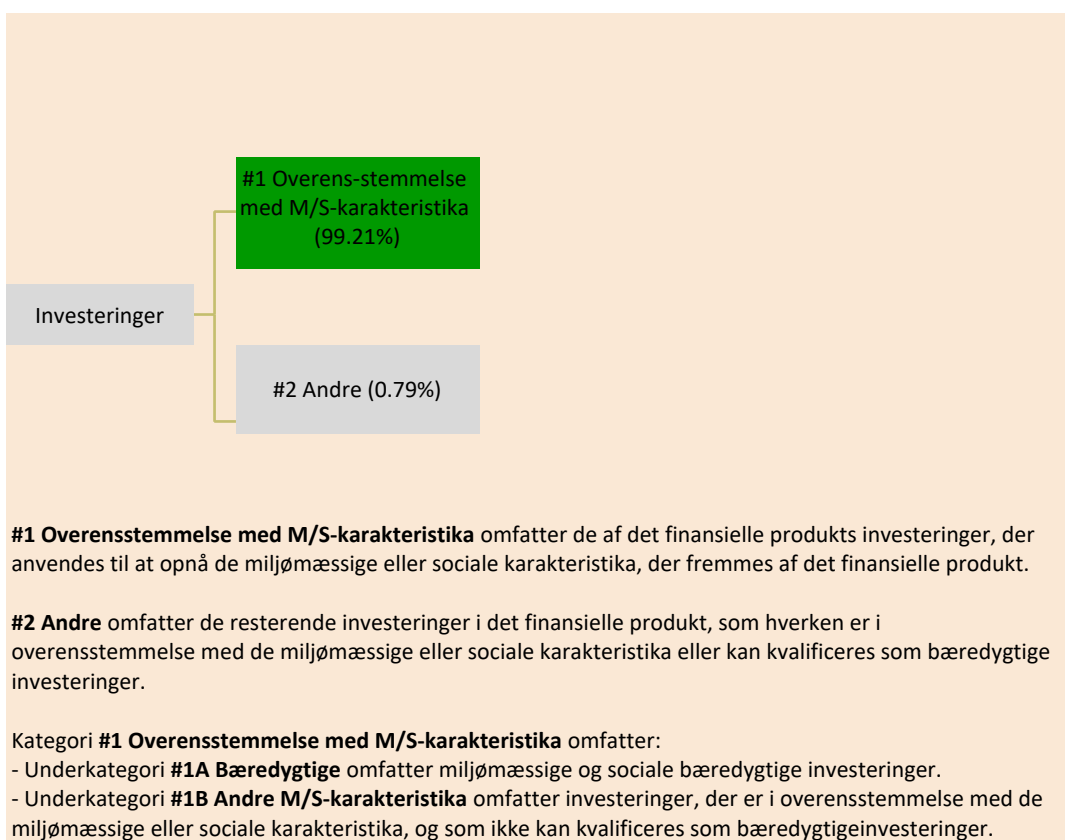 #1 Overens-stemmelse
med M/S-karakteristika
(99.21%)
Investeringer
#2 Andre (0.79%)
#1 Overensstemmelse med M/S-karakteristika omfatter de af det finansielle produkts investeringer, der
anvendes til at opnå de miljømæssige eller sociale karakteristika, der fremmes af det finansielle produkt.
#2 Andre omfatter de resterende investeringer i det finansielle produkt, som hverken er i
overensstemmelse med de miljømæssige eller sociale karakteristika eller kan kvalificeres som bæredygtige
investeringer.
Kategori #1 Overensstemmelse med M/S-karakteristika omfatter:
- Underkategori #1A Bæredygtige omfatter miljømæssige og sociale bæredygtige investeringer.
- Underkategori #1B Andre M/S-karakteristika omfatter investeringer, der er i overensstemmelse med de
miljømæssige eller sociale karakteristika, og som ikke kan kvalificeres som bæredygtigeinvesteringer.